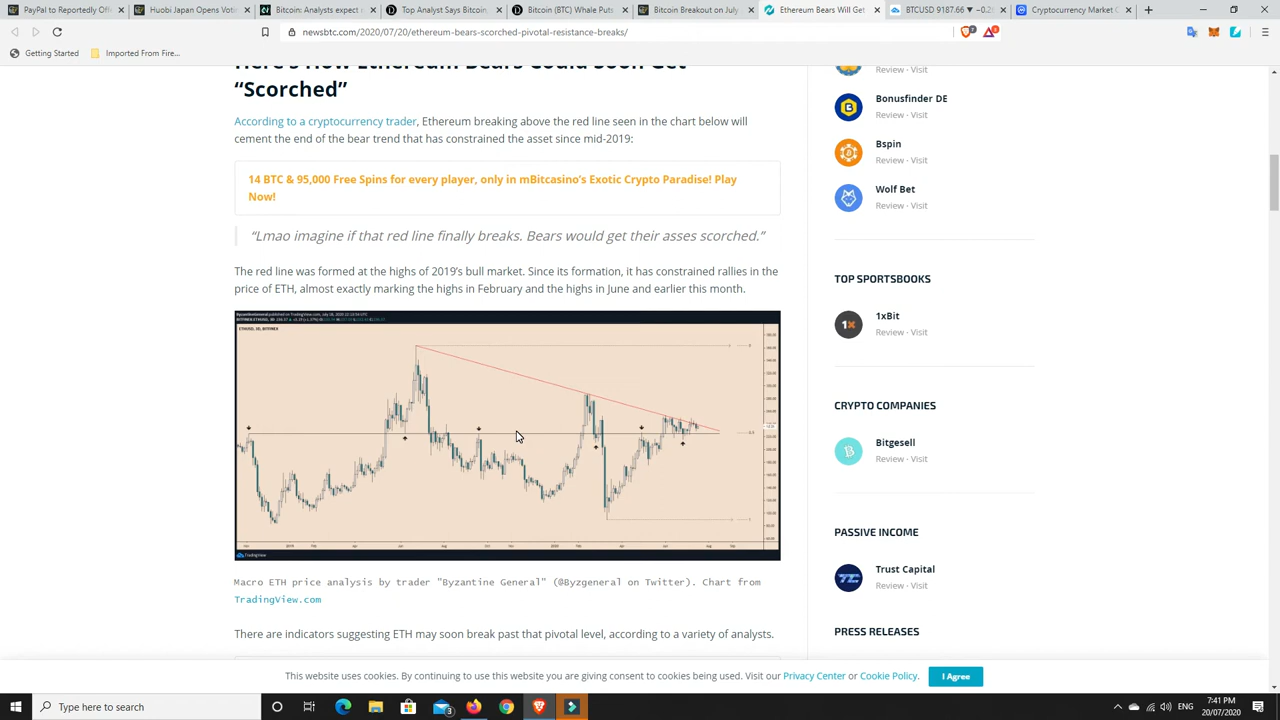 PayPal to Reportedly Offe
Huobi Japan Opens Votin
Bitcoin: Analysts expect m
Top Analyst Says Bitcoin
Bitcoin (BTC) Whale Puts
Bitcoin Breakout on July
Ethereum Bears Will Get
BTCUSD 9187.66 ▼ −0.2
Cryptocurrency Market C
newsbtc.com/2020/07/20/ethereum-bears-scorched-pivotal-resistance-breaks/
Getting Started
Imported From Fire...
Here's How Ethereum Bears Could Soon Get
“Scorched”
According to a cryptocurrency trader, Ethereum breaking above the red line seen in the chart below will
cement the end of the bear trend that has constrained the asset since mid-2019:
14 BTC & 95,000 Free Spins for every player, only in mBitcasino’s Exotic Crypto Paradise! Play
Now!
“Lmao imagine if that red line finally breaks. Bears would get their asses scorched.”
The red line was formed at the highs of 2019’s bull market. Since its formation, it has constrained rallies in the
price of ETH, almost exactly marking the highs in February and the highs in June and earlier this month.
TradingView
Macro ETH price analysis by trader "Byzantine General" (@Byzgeneral on Twitter). Chart from
TradingView.com
There are indicators suggesting ETH may soon break past that pivotal level, according to a variety of analysts.
Review - Visit
Bonusfinder DE
Review - Visit
Bspin
Review - Visit
Wolf Bet
Review - Visit
TOP SPORTSBOOKS
1xBit
Review - Visit
CRYPTO COMPANIES
Bitgesell
Review - Visit
PASSIVE INCOME
Trust Capital
Review - Visit
PRESS RELEASES
This website uses cookies. By continuing to use this website you are giving consent to cookies being used. Visit our Privacy Center or Cookie Policy.
I Agree
Type here to search
ENG
7:41 PM
20/07/2020